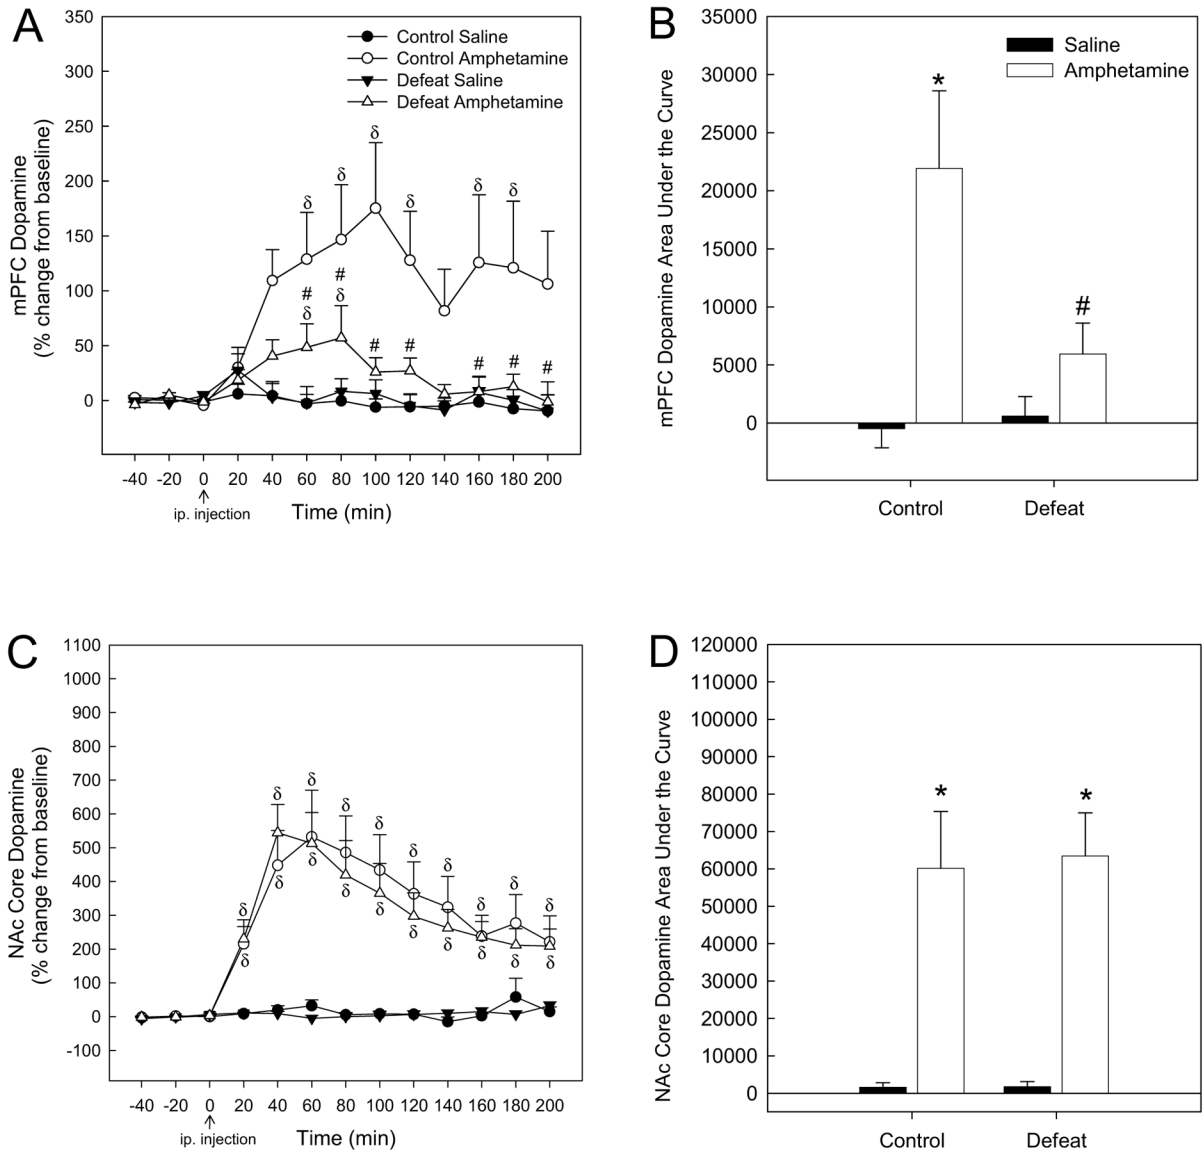 A
mPFC Dopamine
(% change from baseline)
350
300
250
200
150
100
50
0
Control Saline
Control Amphetamine
Defeat Saline
Defeat Amphetamine
δ
δ δ δ δ δ
# #
δ δ
# # # # #
-40 -20 0 20 40 60 80 100 120 140 160 180 200
ip. injection
Time (min)
B
mPFC Dopamine Area Under the Curve
35000
30000
25000
20000
15000
10000
5000
0
Saline
Amphetamine
*
#
Control Defeat
C
NAc Core Dopamine
(% change from baseline)
1100
1000
900
800
700
600
500
400
300
200
100
0
-100
δ δ δ δ δ δ δ δ δ δ
δ δ δ δ δ δ δ δ δ δ
-40 -20 0 20 40 60 80 100 120 140 160 180 200
ip. injection
Time (min)
D
NAc Core Dopamine Area Under the Curve
120000
110000
100000
90000
80000
70000
60000
50000
40000
30000
20000
10000
0
* *
Control Defeat